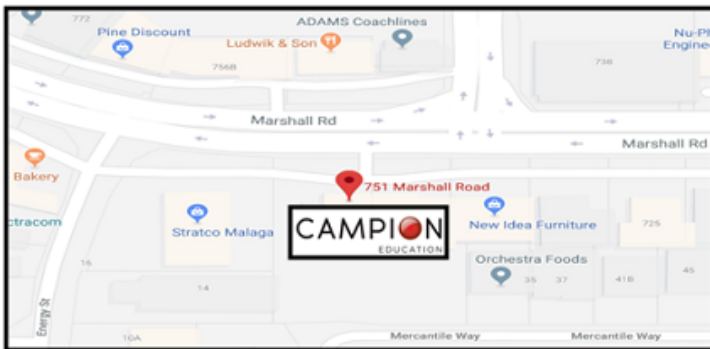 772
ADAMS Coachlines
Pine Discount
Ludwik & Son
756B
738
Nu-Ph
Engine
Marshall Rd
Marshall Rd
Bakery
751 Marshall Road
ctracom
Stratco Malaga
CAMPION
EDUCATION
New Idea Furniture
725
Orchestra Foods
16
14
35
37
41B
45
Energy St
10A
Mercantile Way
Mercantile Way